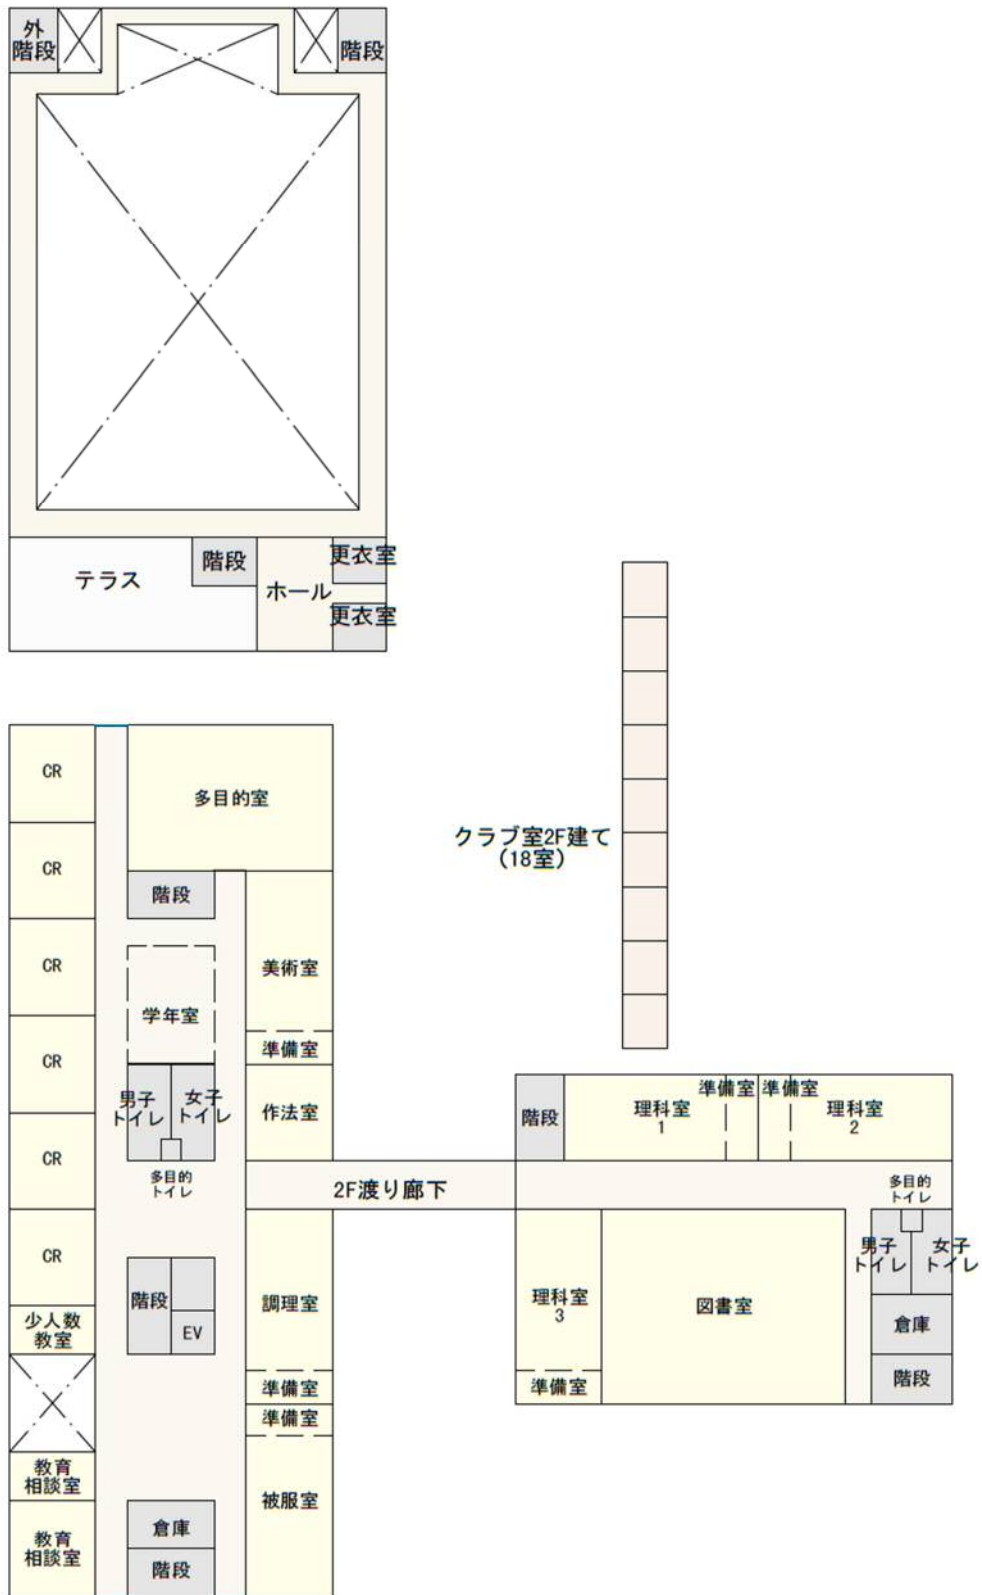 外
階段
階段
テラス
階段
ホール
更衣室
更衣室
クラブ室2F建て
(18室)
CR
多目的室
CR
階段
CR
美術室
学年室
準備室
CR
男子
トイレ
女子
トイレ
作法室
CR
多目的
トイレ
2F渡り廊下
階段
理科室
1
準備室
準備室
理科室
2
多目的
トイレ
男子
トイレ
女子
トイレ
CR
階段
EV
調理室
理科室
3
図書室
倉庫
少人数
教室
準備室
準備室
準備室
階段
教育
相談室
被服室
教育
相談室
倉庫
階段